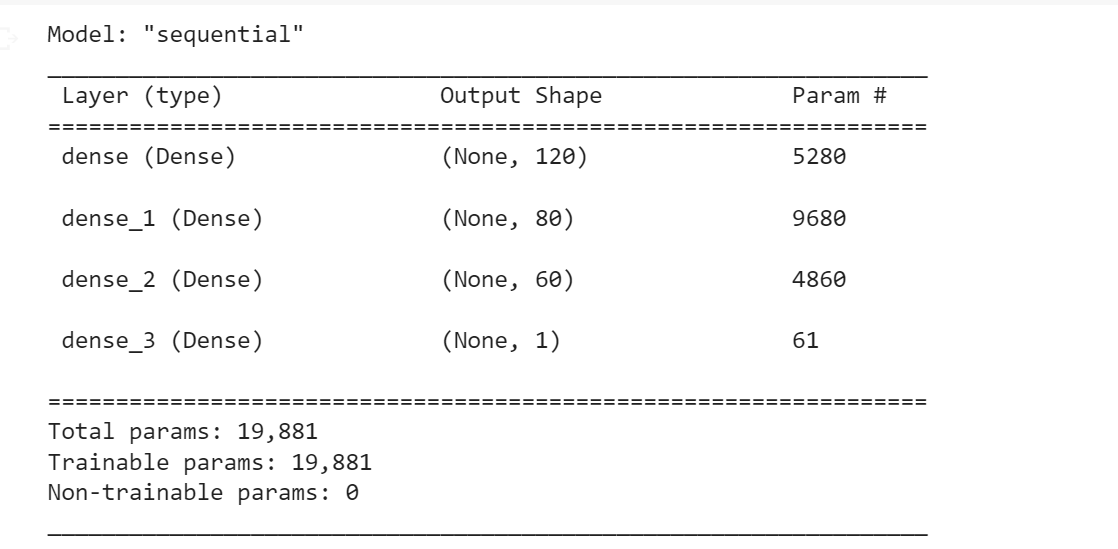 Model: "sequential"
Layer (type) Output Shape Param #
=================================================================
dense (Dense) (None, 120) 5280
dense_1 (Dense) (None, 80) 9680
dense_2 (Dense) (None, 60) 4860
dense_3 (Dense) (None, 1) 61
=================================================================
Total params: 19,881
Trainable params: 19,881
Non-trainable params: 0